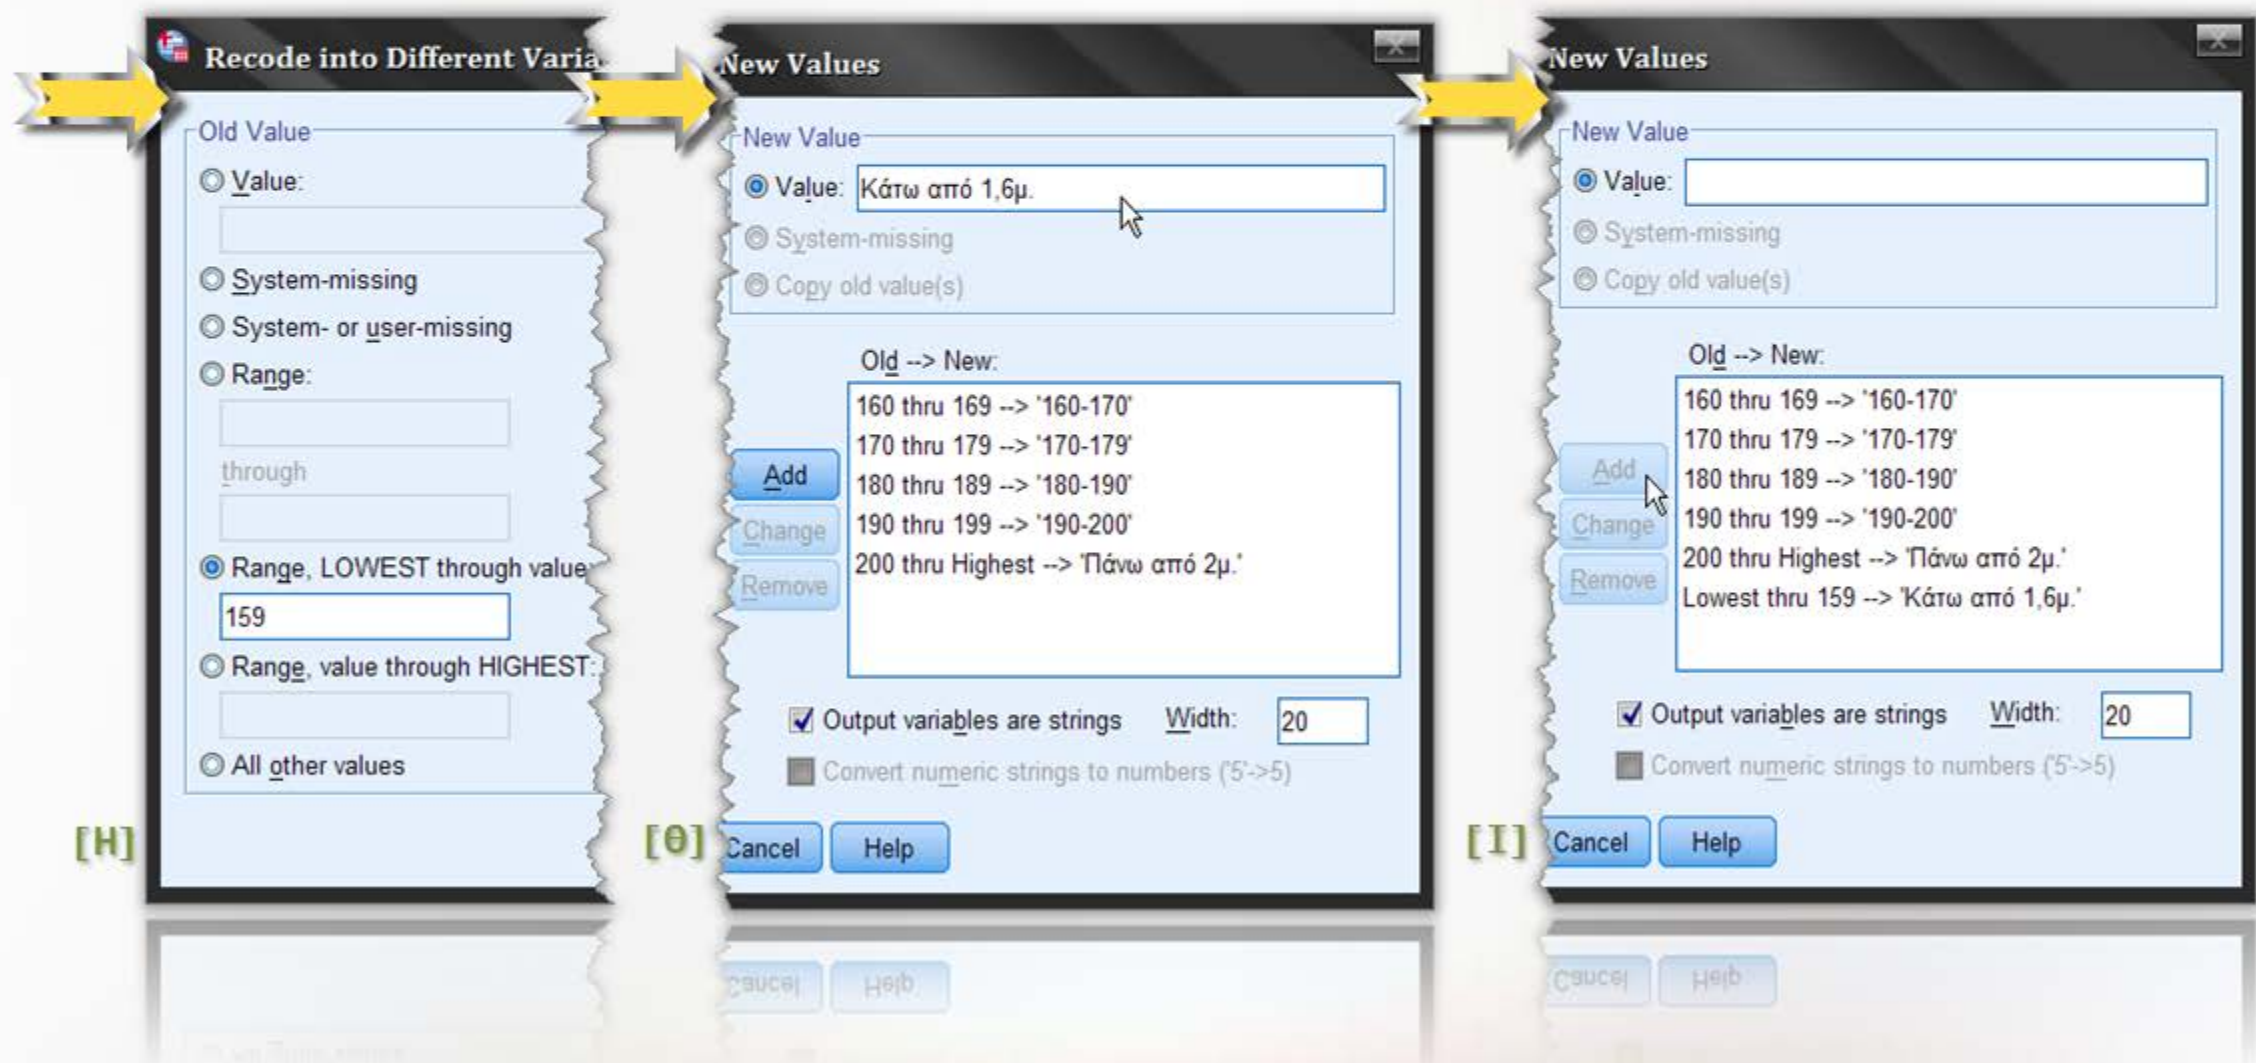 Recode into Different Varia
Old Value
Value:
System-missing
System- or user-missing
Range:
through
Range, LOWEST through value
159
Range, value through HIGHEST:
All other values
[Η]
New Values
New Value
Value: Κάτω από 1,6μ.
System-missing
Copy old value(s)
Old --> New:
160 thru 169 --> '160-170'
170 thru 179 --> '170-179'
180 thru 189 --> '180-190'
190 thru 199 --> '190-200'
200 thru Highest --> 'Πάνω από 2μ.'
Add
Change
Remove
Output variables are strings Width: 20
Convert numeric strings to numbers ('5'->5)
[Θ]
Cancel Help
New Values
New Value
Value:
System-missing
Copy old value(s)
Old --> New:
160 thru 169 --> '160-170'
170 thru 179 --> '170-179'
180 thru 189 --> '180-190'
190 thru 199 --> '190-200'
200 thru Highest --> 'Πάνω από 2μ.'
Lowest thru 159 --> 'Κάτω από 1,6μ.'
Add
Change
Remove
Output variables are strings Width: 20
Convert numeric strings to numbers ('5'->5)
[Ι]
Cancel Help